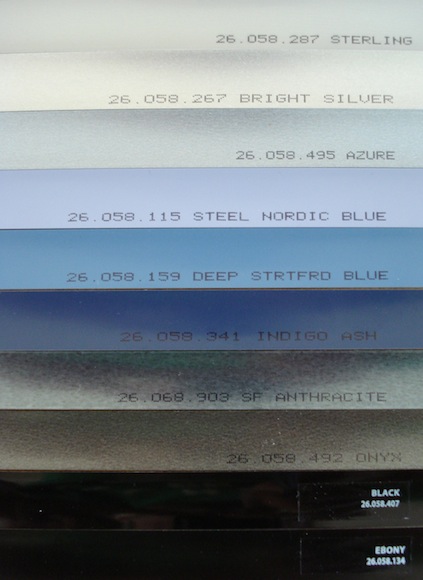 26.058.287 STERLING
26.058.267 BRIGHT SILVER
26.058.495 AZURE
26.058.115 STEEL NORDIC BLUE
26.058.159 DEEP STRTFRD BLUE
26.058.341 INDIGO ASH
26.068.903 SF ANTHRACITE
26.058.492 ONYX
BLACK
26.058.407
EBONY
26.058.134